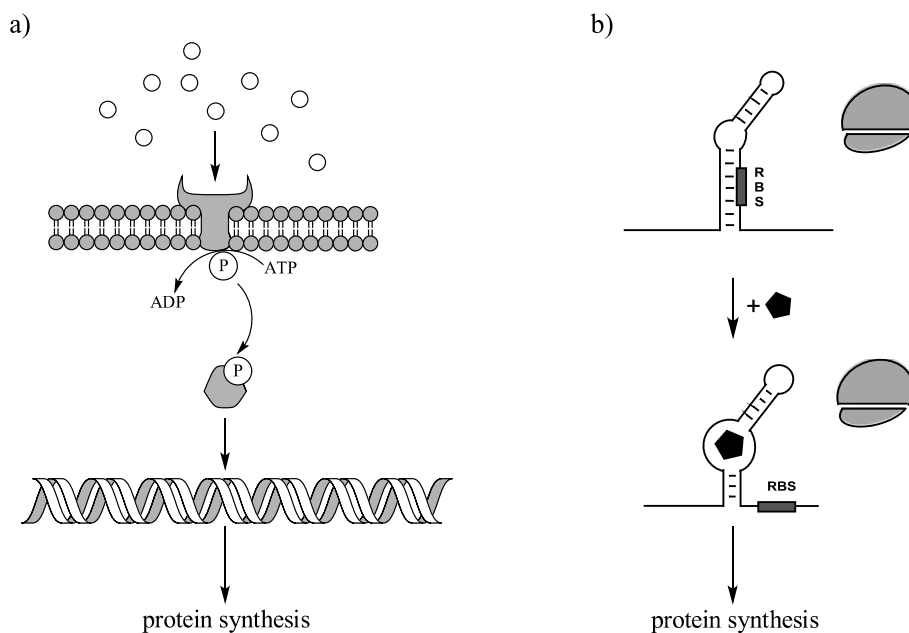 a)
P
ATP
ADP
P
protein synthesis
b)
R
B
S
+
RBS
protein synthesis